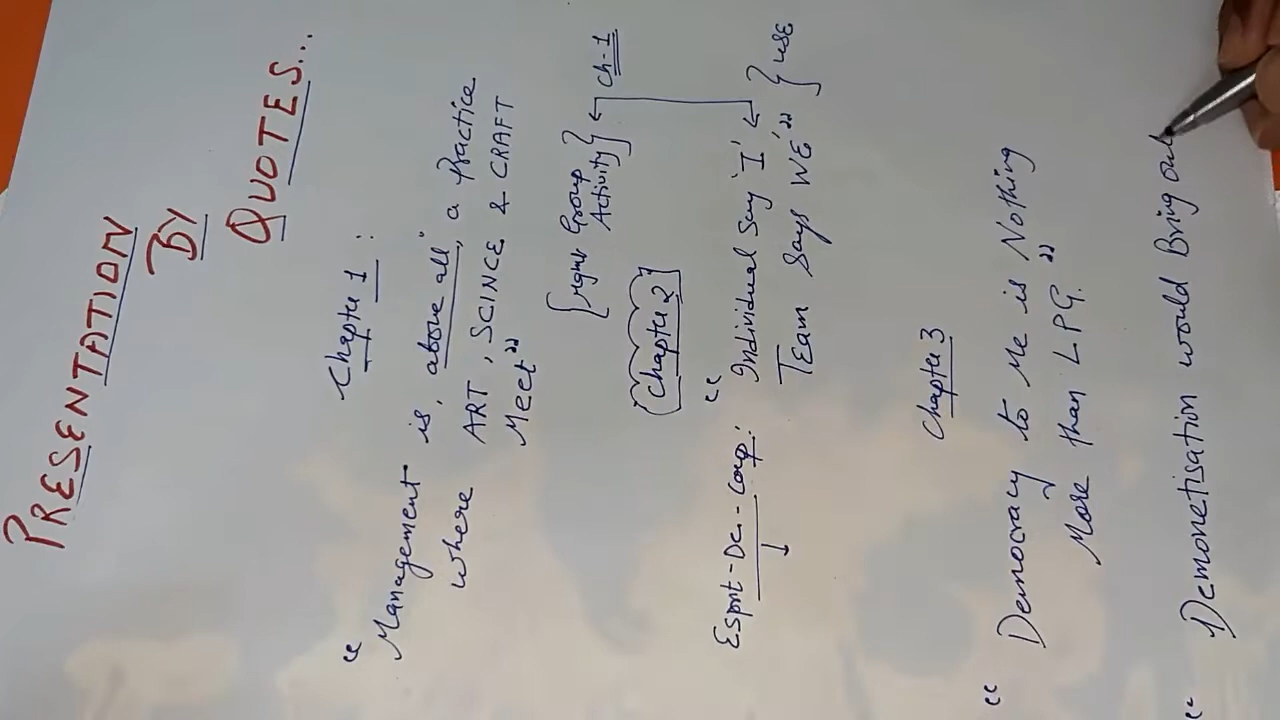 PRESENTATION
BY
QUOTES...
Chapter 1 :
“ Management is, above all", a Practice
where ART, SCINCE & CRAFT
Meet”
{Mgmt Group Activity} Ch-1
[Chapter 2]
Esprit-De-Corp: “ Individual Say 'I'
Team Says WE'” } USE
Chapter 3
“ Democracy to Me is Nothing
More than LPG.”
“ Demonetisation would Bring out